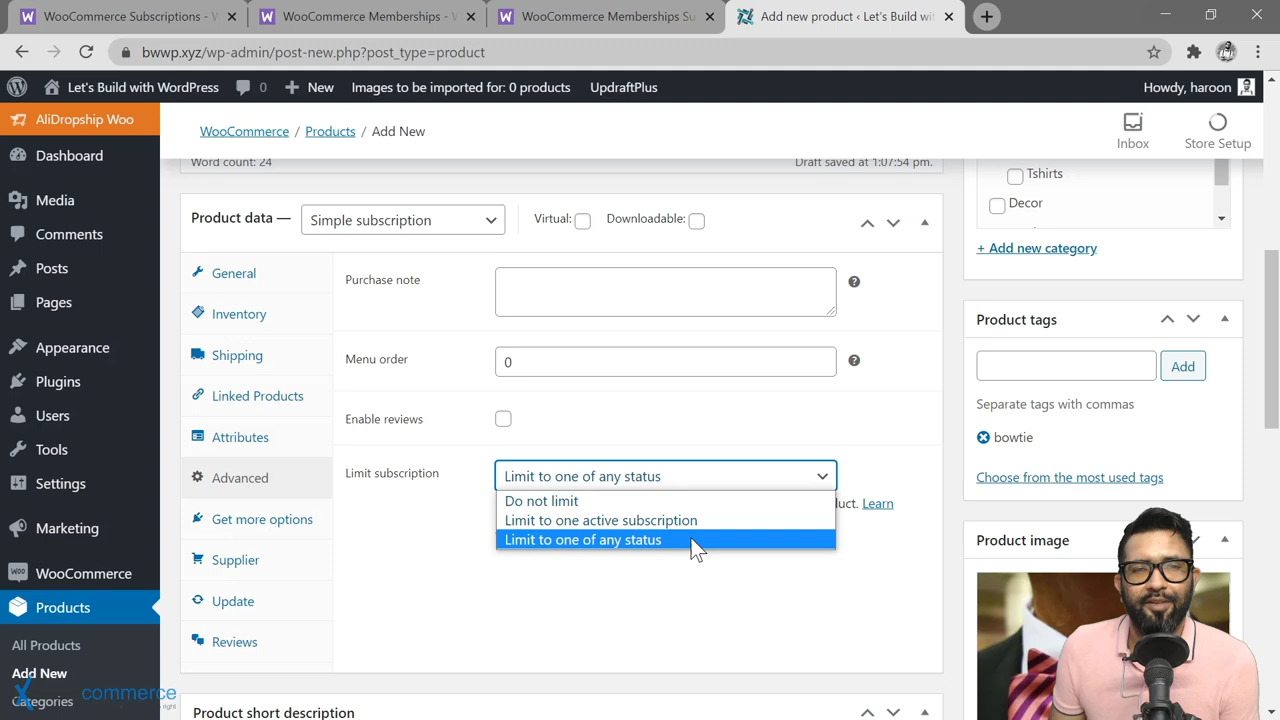 WooCommerce Subscriptions - W
WooCommerce Memberships - W
WooCommerce Memberships Su
Add new product ‹ Let's Build wit
bwwp.xyz/wp-admin/post-new.php?post_type=product
Let's Build with WordPress
0
New
Images to be imported for: 0 products
UpdraftPlus
Howdy, haroon
AliDropship Woo
Dashboard
Media
Comments
Posts
Pages
Appearance
Plugins
Users
Tools
Settings
Marketing
WooCommerce
Products
All Products
Add New
Categories
commerce
WooCommerce / Products / Add New
Inbox
Store Setup
Word count: 24
Draft saved at 1:07:54 pm.
Product data —
Simple subscription
Virtual:
Downloadable:
General
Inventory
Shipping
Linked Products
Attributes
Advanced
Get more options
Supplier
Update
Reviews
Purchase note
Menu order
0
Enable reviews
Limit subscription
Limit to one of any status
Do not limit
Limit to one active subscription
Limit to one of any status
duct. Learn
Product short description
Tshirts
Decor
+ Add new category
Product tags
Add
Separate tags with commas
bowtie
Choose from the most used tags
Product image